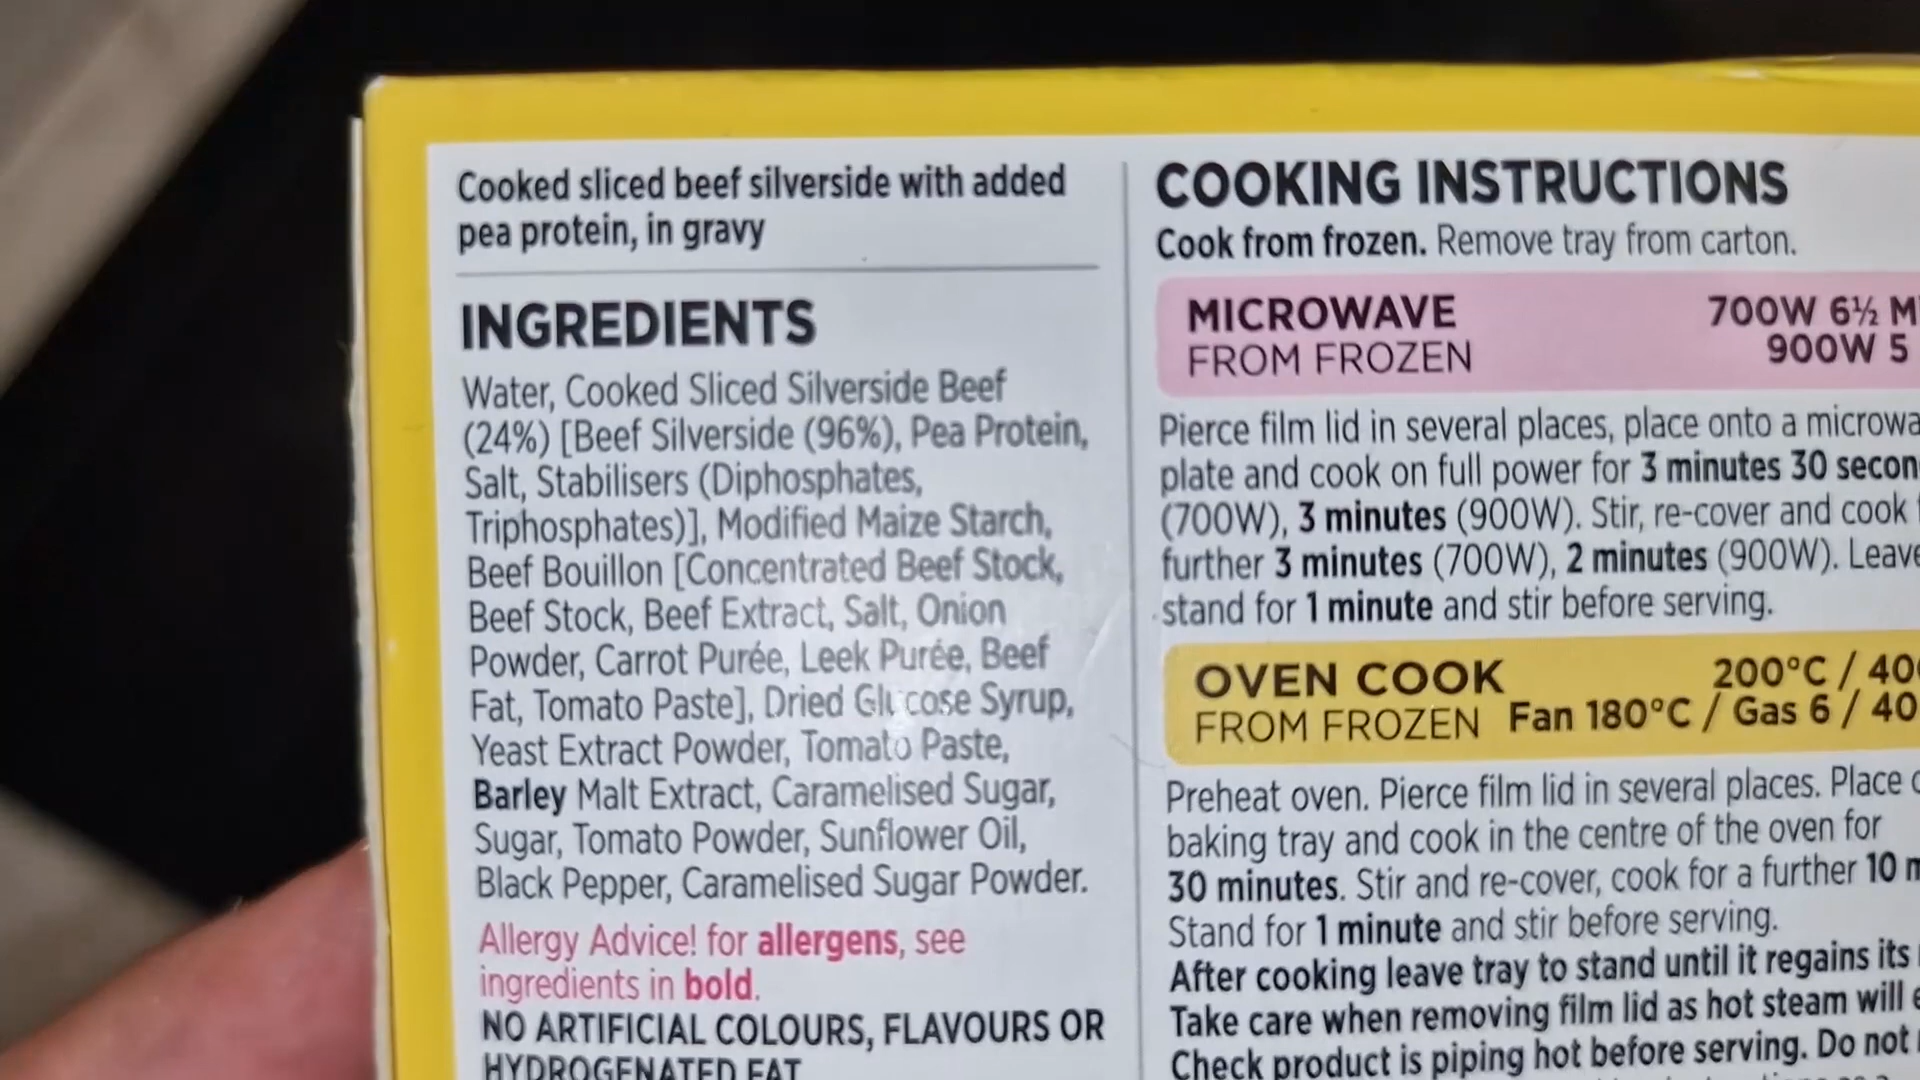 Cooked sliced beef silverside with added
pea protein, in gravy
INGREDIENTS
Water, Cooked Sliced Silverside Beef
(24%) [Beef Silverside (96%), Pea Protein,
Salt, Stabilisers (Diphosphates,
Triphosphates)], Modified Maize Starch,
Beef Bouillon [Concentrated Beef Stock,
Beef Stock, Beef Extract, Salt, Onion
Powder, Carrot Purée, Leek Purée, Beef
Fat, Tomato Paste], Dried Glucose Syrup,
Yeast Extract Powder, Tomato Paste,
Barley Malt Extract, Caramelised Sugar,
Sugar, Tomato Powder, Sunflower Oil,
Black Pepper, Caramelised Sugar Powder.
Allergy Advice! for allergens, see
ingredients in bold.
NO ARTIFICIAL COLOURS, FLAVOURS OR
HYDROGENATED FAT
COOKING INSTRUCTIONS
Cook from frozen. Remove tray from carton.
MICROWAVE 700W 6½
FROM FROZEN 900W 5
Pierce film lid in several places, place onto a
plate and cook on full power for 3 minutes 30
(700W), 3 minutes (900W). Stir, re-cover and cook
further 3 minutes (700W), 2 minutes (900W). Leave
stand for 1 minute and stir before serving.
OVEN COOK 200°C /
FROM FROZEN Fan 180°C / Gas 6 / 40
Preheat oven. Pierce film lid in several places. Place
baking tray and cook in the centre of the oven for
30 minutes. Stir and re-cover, cook for a further 10
Stand for 1 minute and stir before serving.
After cooking leave tray to stand until it regains its
Take care when removing film lid as hot steam will
Check product is piping hot before serving. Do not